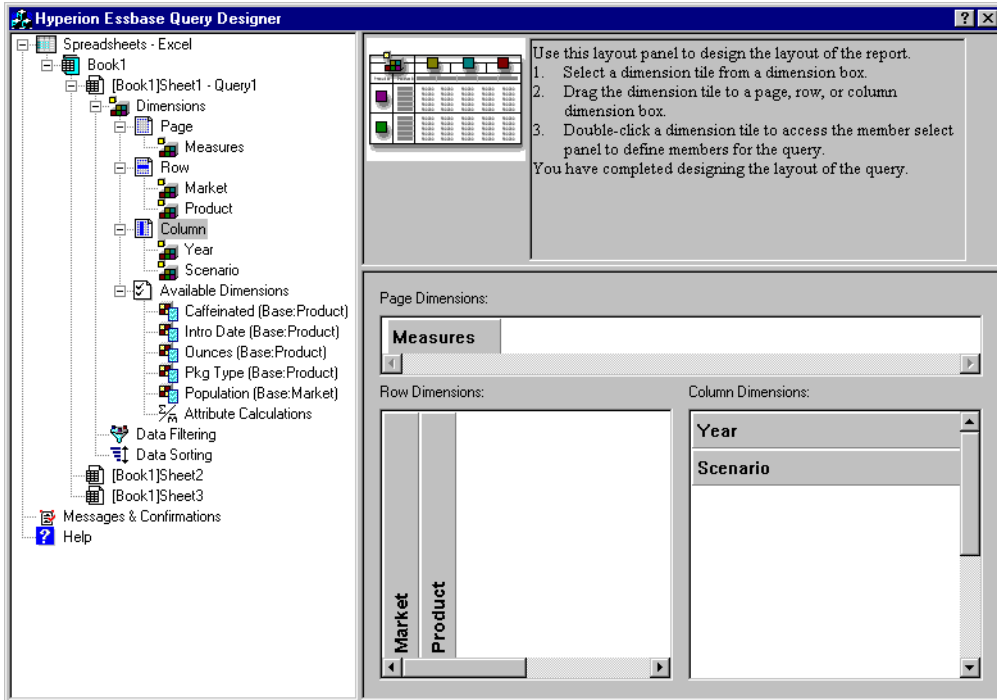 Hyperion Essbase Query Designer
Spreadsheets - Excel
Book1
[Book1]Sheet1 - Query1
Dimensions
Page
Measures
Row
Market
Product
Column
Year
Scenario
Available Dimensions
Caffeinated (Base:Product)
Intro Date (Base:Product)
Ounces (Base:Product)
Pkg Type (Base:Product)
Population (Base:Market)
Attribute Calculations
Data Filtering
Data Sorting
[Book1]Sheet2
[Book1]Sheet3
Messages & Confirmations
Help
Use this layout panel to design the layout of the report.
1. Select a dimension tile from a dimension box.
2. Drag the dimension tile to a page, row, or column
dimension box.
3. Double-click a dimension tile to access the member select
panel to define members for the query.
You have completed designing the layout of the query.
Page Dimensions:
Measures
Row Dimensions:
Market
Product
Column Dimensions:
Year
Scenario